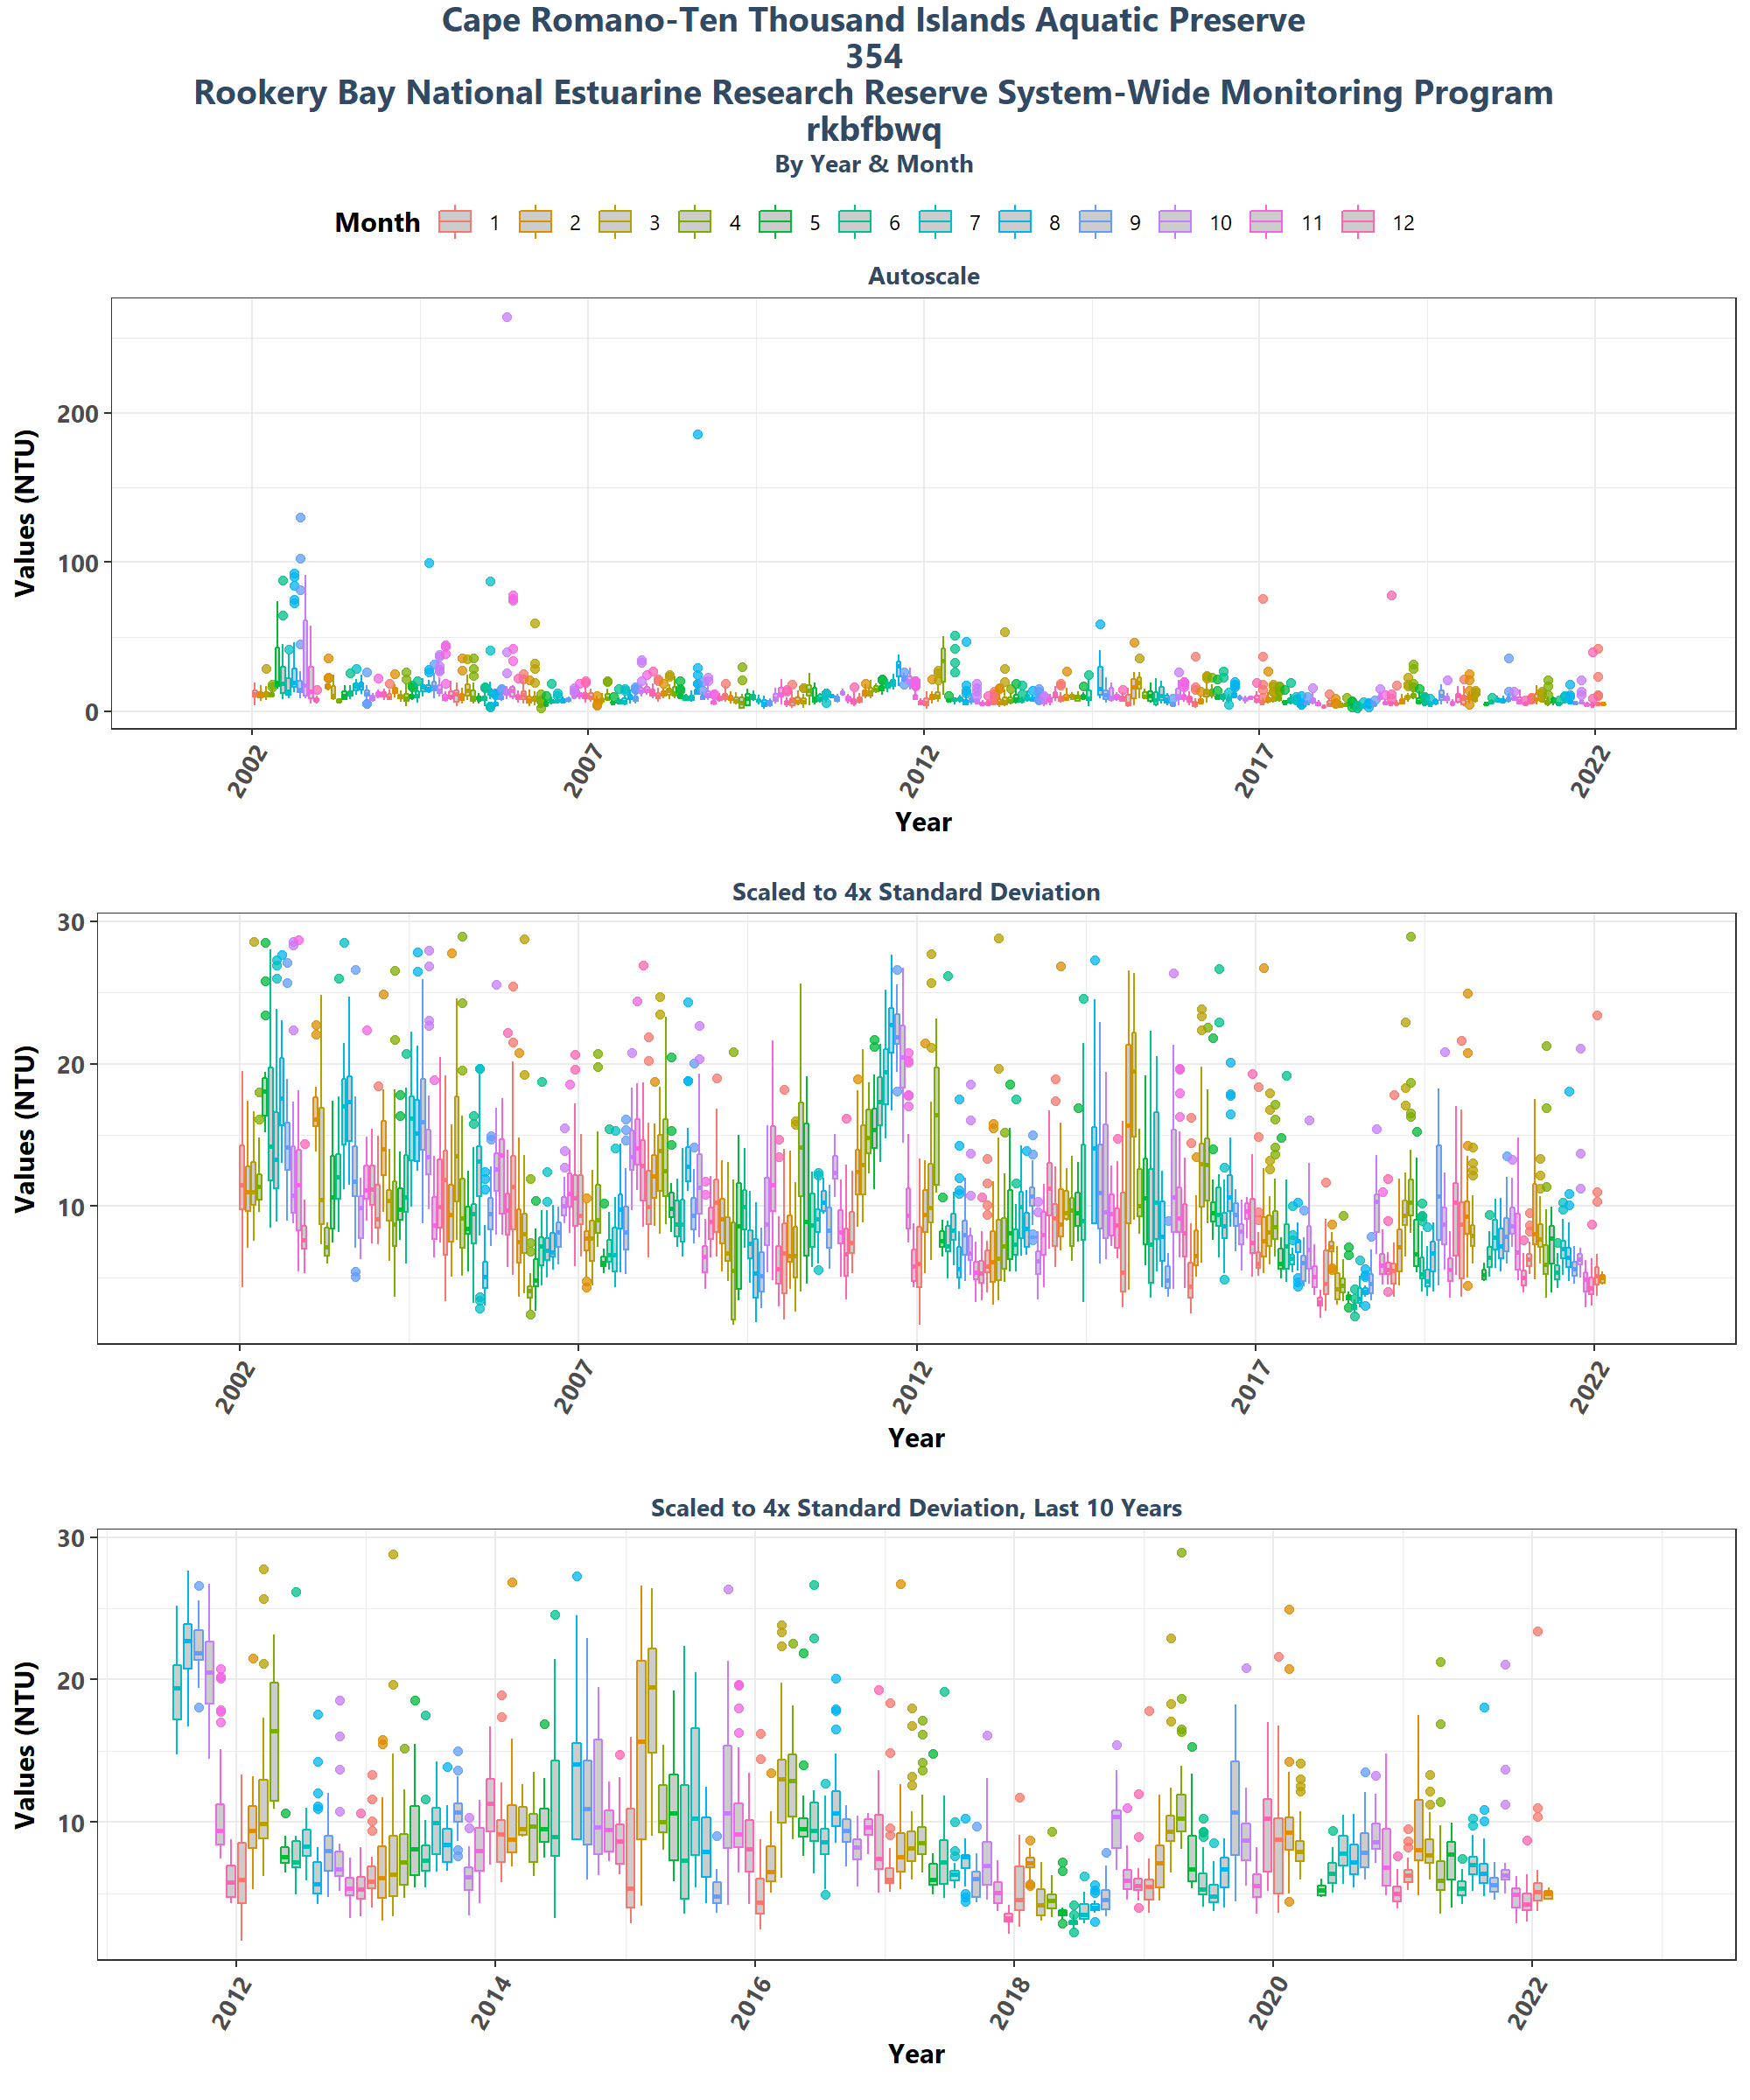 Cape Romano-Ten Thousand Islands Aquatic Preserve
354
Rookery Bay National Estuarine Research Reserve System-Wide Monitoring Program
rkbfbwq
By Year & Month
Month 1 2 3 4 5 6 7 8 9 10 11 12
Autoscale
Values (NTU)
200
100
0
2002 2007 2012 2017 2022
Year
Scaled to 4x Standard Deviation
Values (NTU)
30
20
10
2002 2007 2012 2017 2022
Year
Scaled to 4x Standard Deviation, Last 10 Years
Values (NTU)
30
20
10
2012 2014 2016 2018 2020 2022
Year